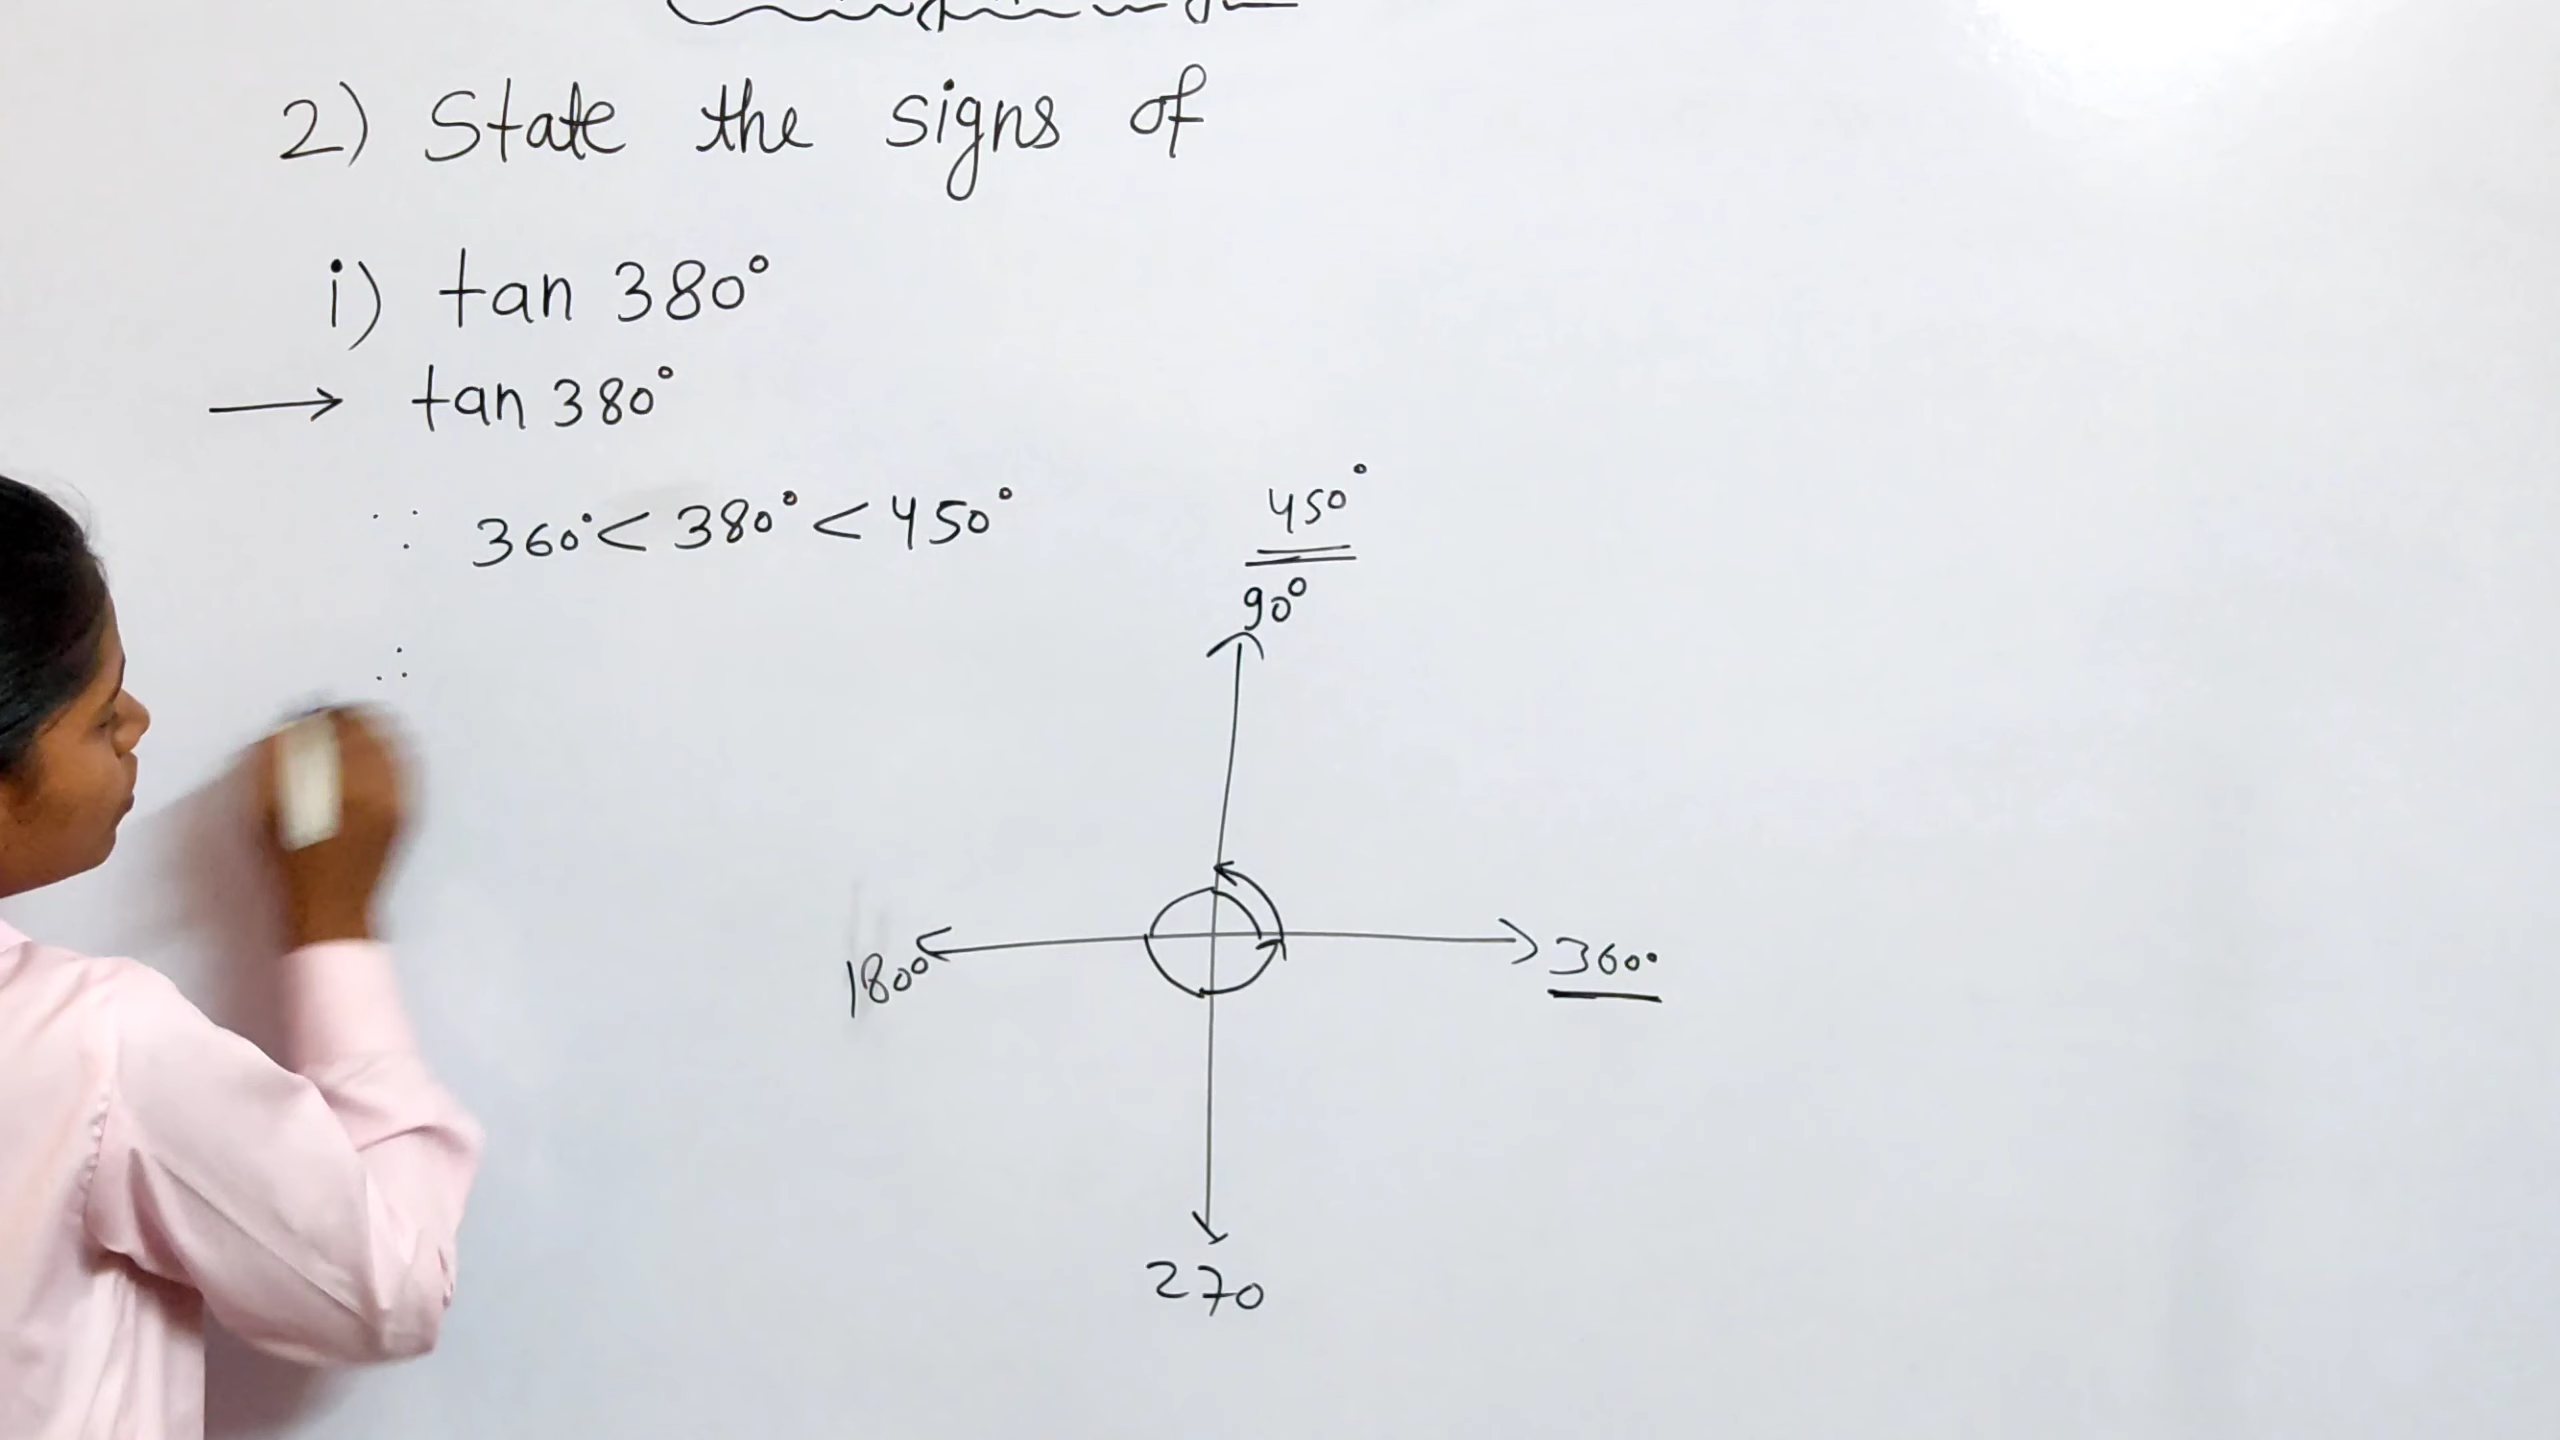 2) State the signs of
i) tan 380°
→ tan 380°
∵ 360° < 380° < 450°
∴
450°
90°
180°
360°
270